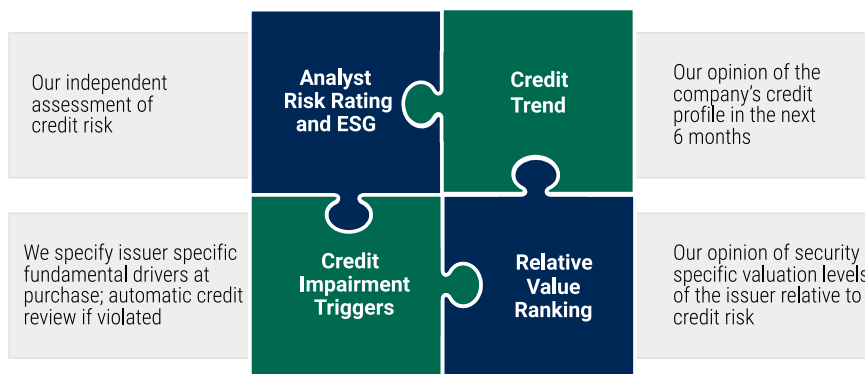 Our independent
assessment of
credit risk
Analyst
Risk Rating
and ESG
Credit
Trend
Our opinion of the
company's credit
profile in the next
6 months
We specify issuer specific
fundamental drivers at
purchase; automatic credit
review if violated
Credit
Impairment
Triggers
Relative
Value
Ranking
Our opinion of security
specific valuation levels
of the issuer relative to
credit risk